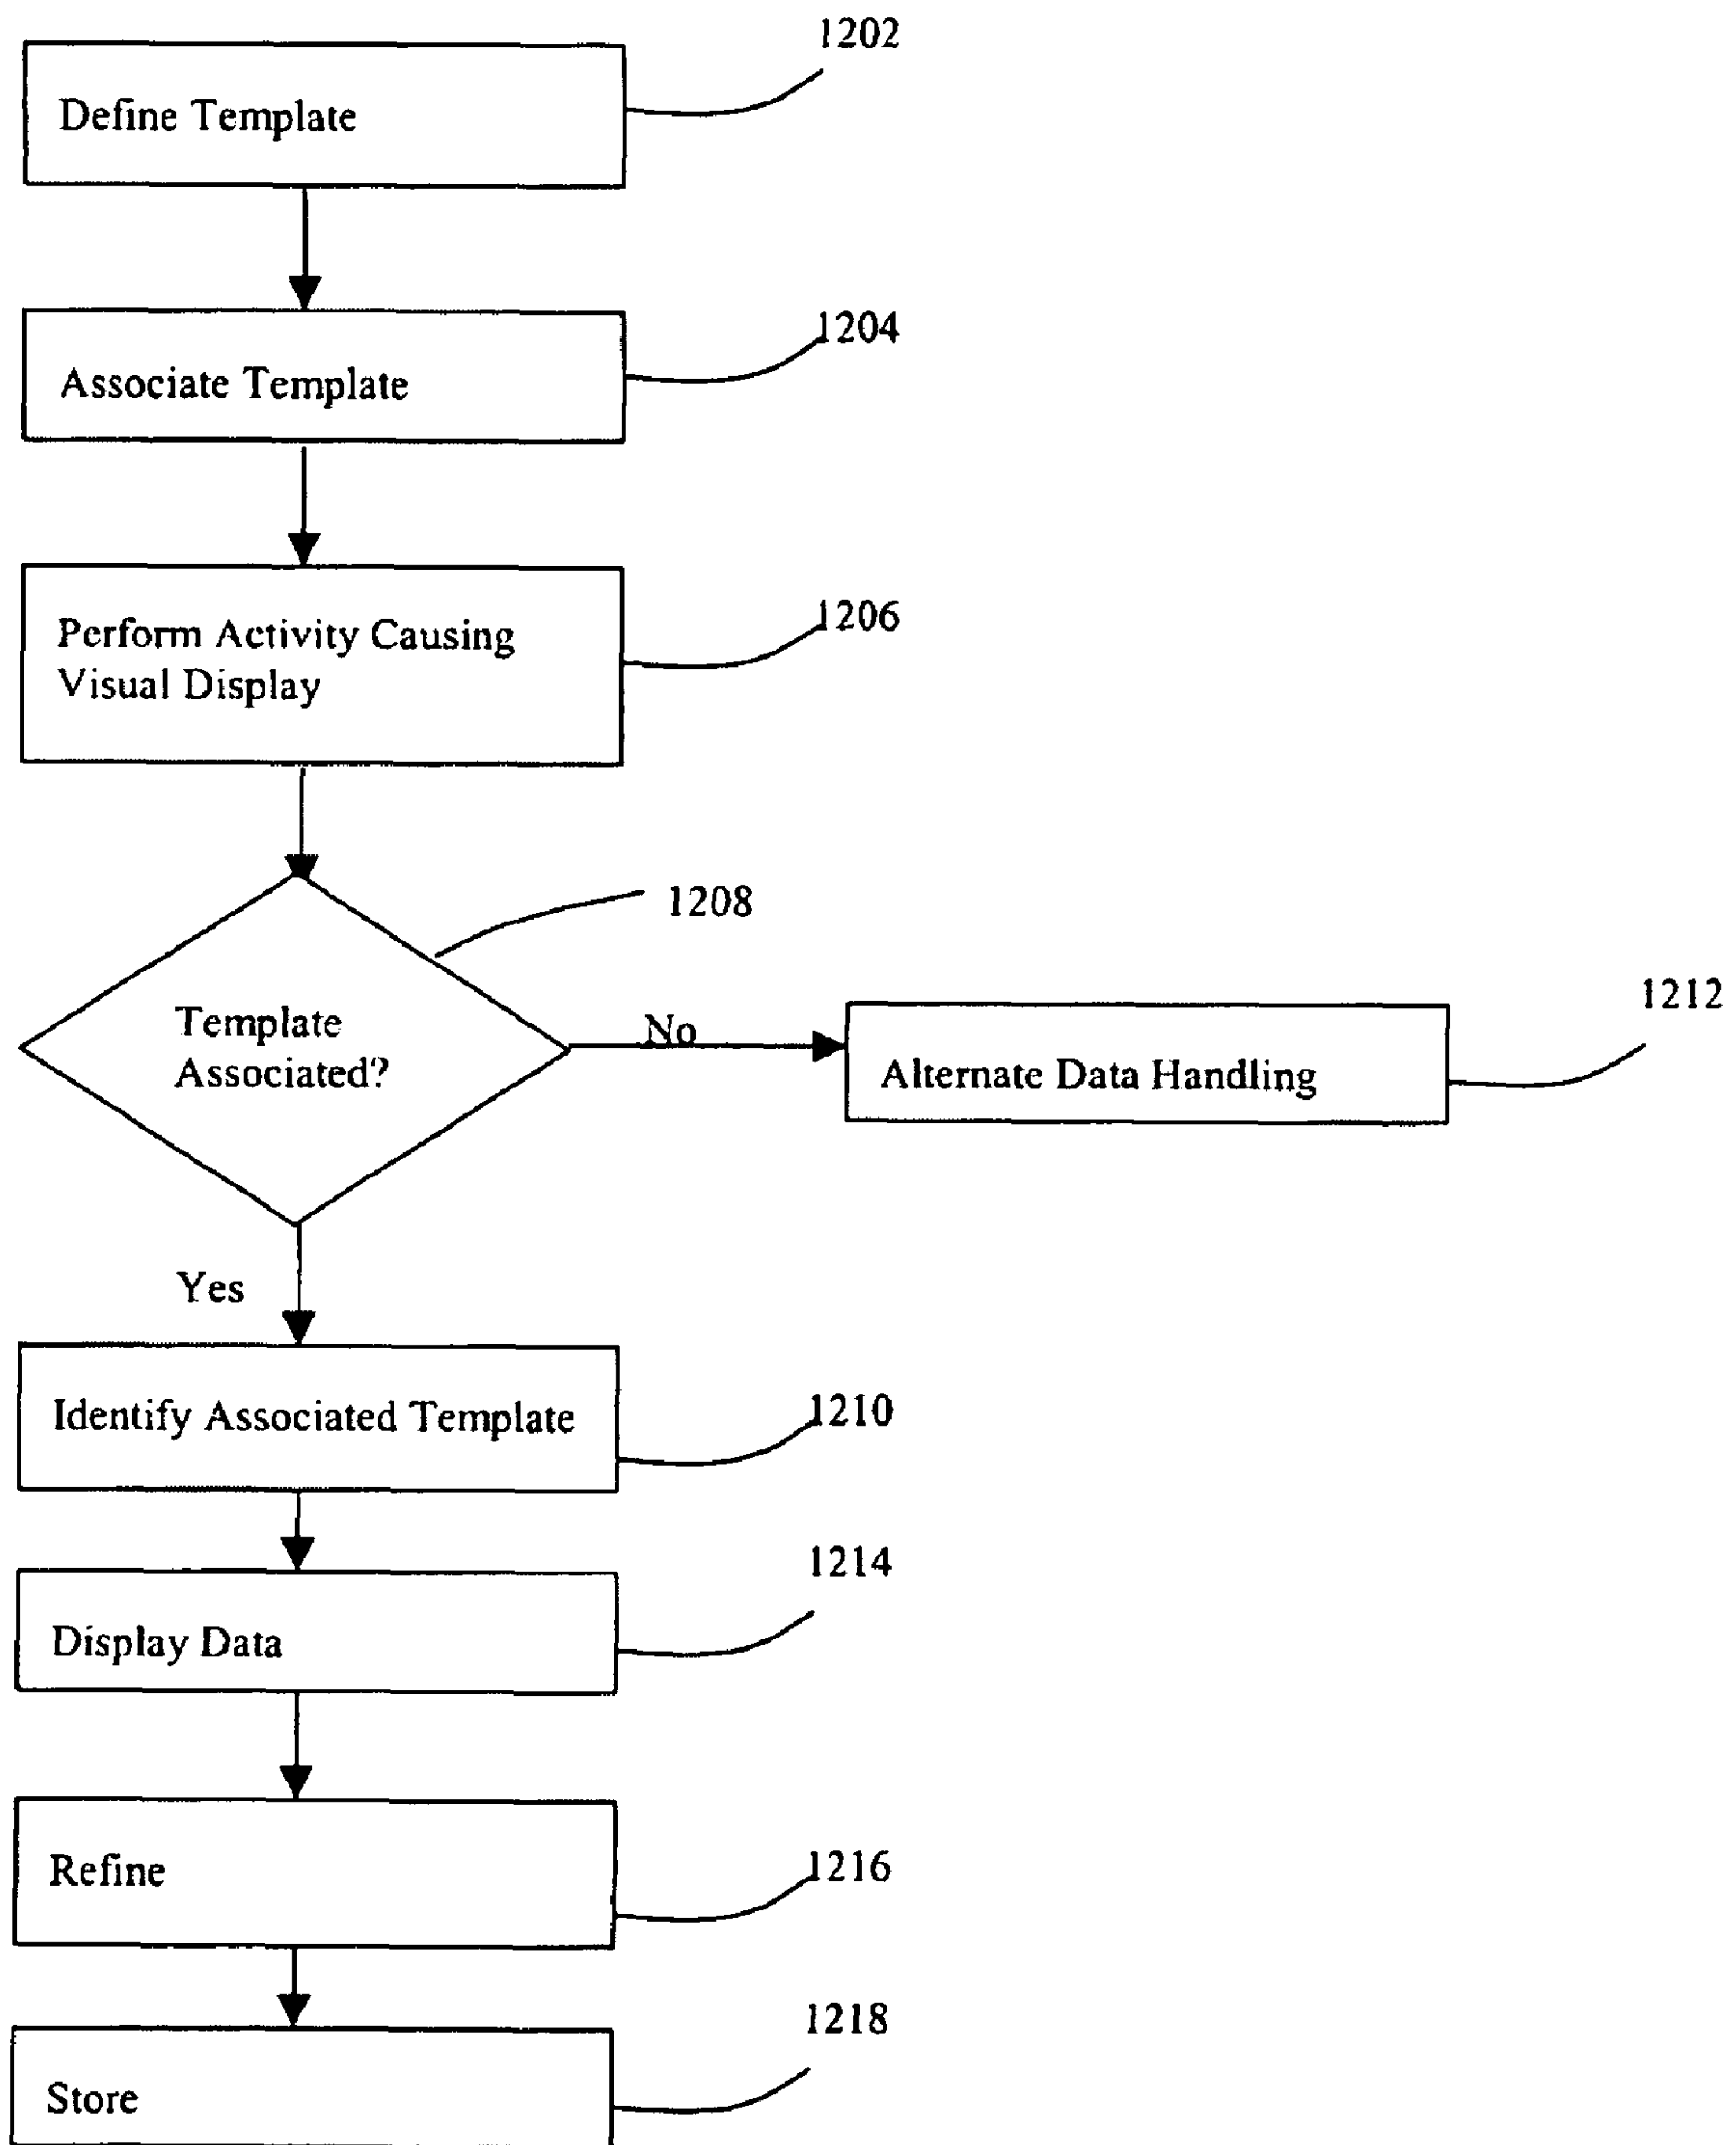 1202
Define Template
1204
Associate Template
1206
Perform Activity Causing
Visual Display
1208
Template
Associated?
No
1212
Alternate Data Handling
Yes
1210
Identify Associated Template
1214
Display Data
1216
Refine
1218
Store